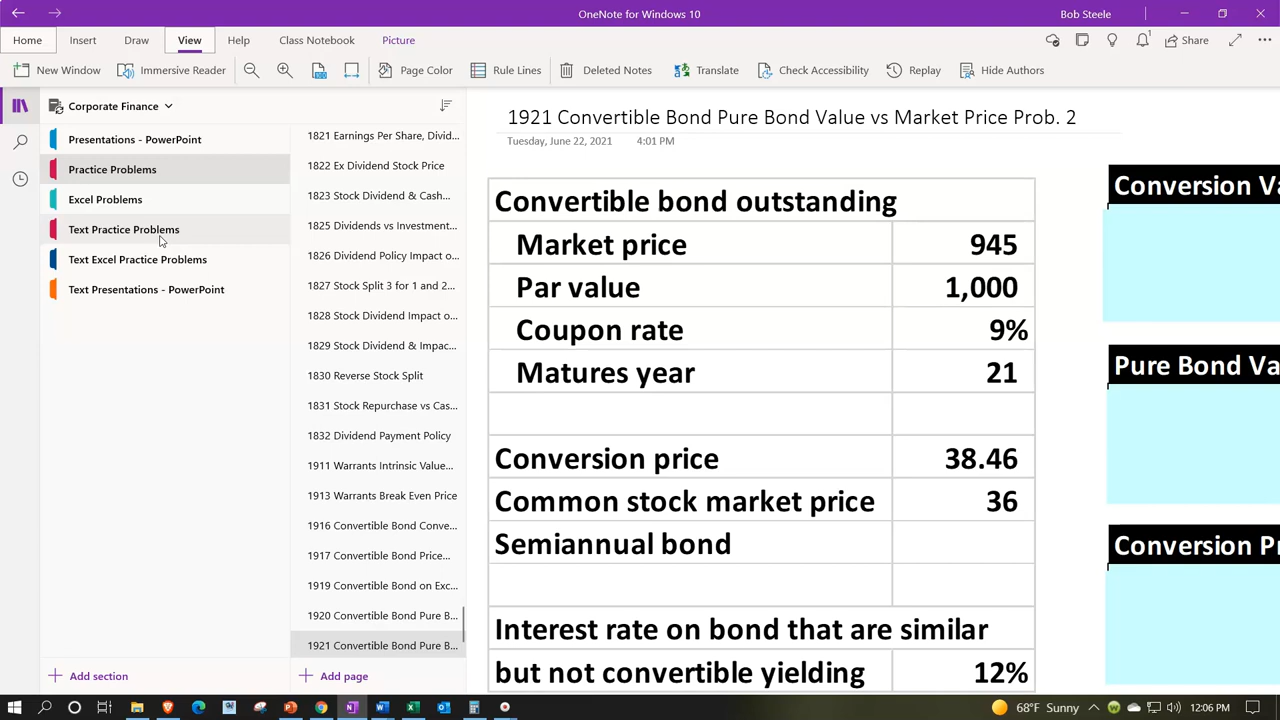 OneNote for Windows 10
Bob Steele
Home
Insert
Draw
View
Help
Class Notebook
Picture
Share
New Window
Immersive Reader
Page Color
Rule Lines
Deleted Notes
Translate
Check Accessibility
Replay
Hide Authors
Corporate Finance
Presentations - PowerPoint
Practice Problems
Excel Problems
Text Practice Problems
Text Excel Practice Problems
Text Presentations - PowerPoint
Add section
1821 Earnings Per Share, Divid...
1822 Ex Dividend Stock Price
1823 Stock Dividend & Cash...
1825 Dividends vs Investment...
1826 Dividend Policy Impact o...
1827 Stock Split 3 for 1 and 2...
1828 Stock Dividend Impact o...
1829 Stock Dividend & Impac...
1830 Reverse Stock Split
1831 Stock Repurchase vs Cas...
1832 Dividend Payment Policy
1911 Warrants Intrinsic Value...
1913 Warrants Break Even Price
1916 Convertible Bond Conve...
1917 Convertible Bond Price...
1919 Convertible Bond on Exc...
1920 Convertible Bond Pure B...
1921 Convertible Bond Pure B...
Add page
1921 Convertible Bond Pure Bond Value vs Market Price Prob. 2
Tuesday, June 22, 2021 4:01 PM
Convertible bond outstanding
Market price 945
Par value 1,000
Coupon rate 9%
Matures year 21
Conversion price 38.46
Common stock market price 36
Semiannual bond
Interest rate on bond that are similar
but not convertible yielding 12%
Conversion Va
Pure Bond Va
Conversion Pr
68°F Sunny
12:06 PM